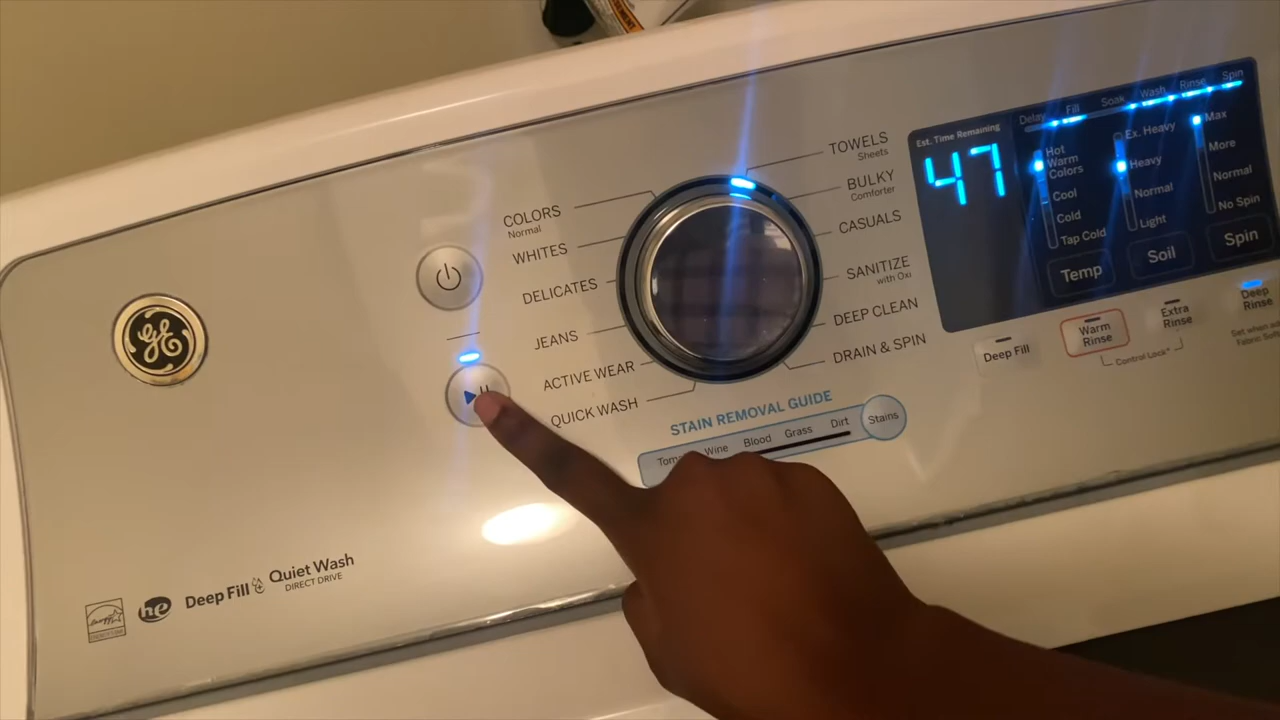 GE
he
Deep Fill
Quiet Wash
DIRECT DRIVE
COLORS
Normal
WHITES
DELICATES
JEANS
ACTIVE WEAR
QUICK WASH
TOWELS
Sheets
BULKY
Comforter
CASUALS
SANITIZE
with Oxi
DEEP CLEAN
DRAIN & SPIN
STAIN REMOVAL GUIDE
Wine Blood Grass Dirt
Stains
Est. Time Remaining
47
Delay Fill Soak Wash Rinse Spin
Hot
Warm
Colors
Cool
Cold
Tap Cold
Temp
Ex. Heavy
Heavy
Normal
Light
Soil
Max
More
Normal
No Spin
Spin
Deep Fill
Warm
Rinse
Extra
Rinse
Control Lock*
Deep
Rinse